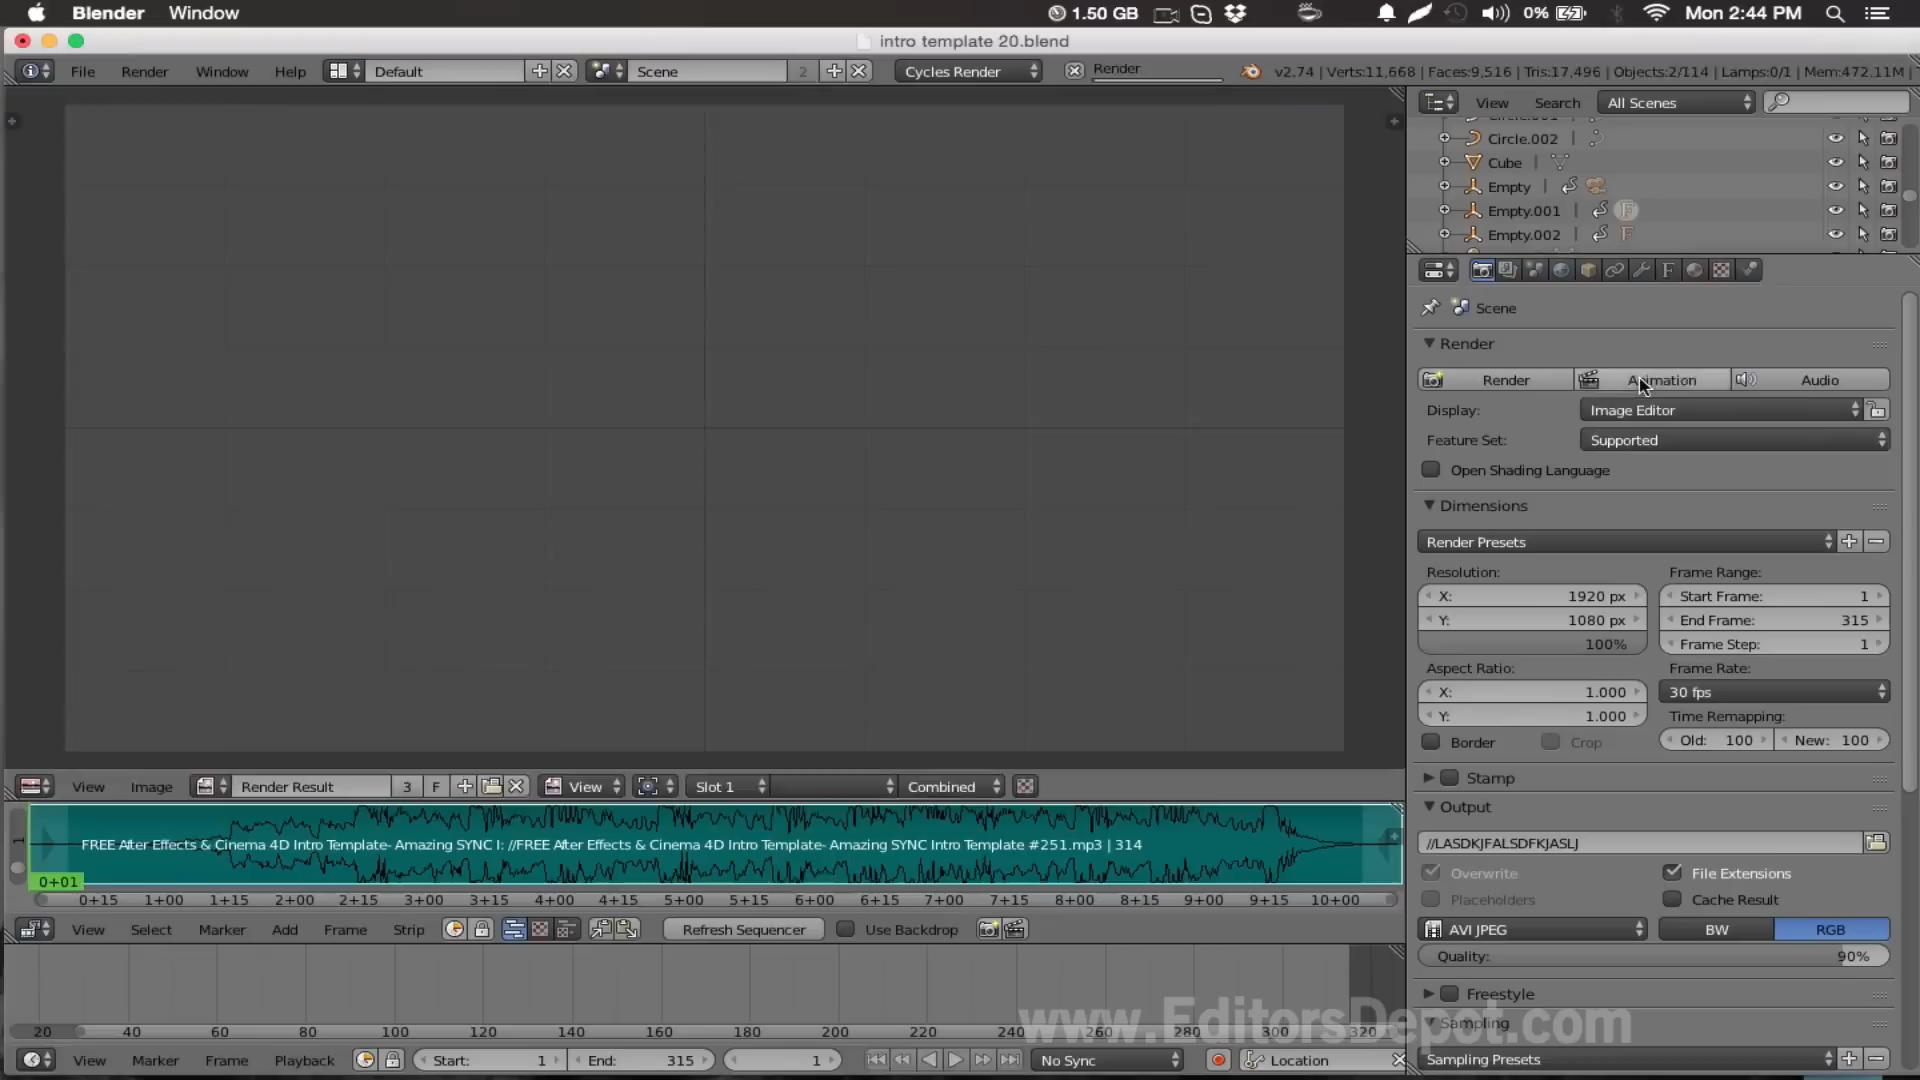 Blender Window 1.50 GB 0% Mon 2:44 PM
intro template 20.blend
File Render Window Help Default Scene 2 Cycles Render Render v2.74 | Verts:11,668 | Faces:9,516 | Tris:17,496 | Objects:2/114 | Lamps:0/1 | Mem:472.11M |
View Search All Scenes
Circle.001
Circle.002
Cube
Empty
Empty.001
Empty.002
Scene
Render
Render Animation Audio
Display: Image Editor
Feature Set: Supported
Open Shading Language
Dimensions
Render Presets
Resolution: Frame Range:
X: 1920 px Start Frame: 1
Y: 1080 px End Frame: 315
100% Frame Step: 1
Aspect Ratio: Frame Rate:
X: 1.000 30 fps
Y: 1.000 Time Remapping:
Border Crop Old: 100 New: 100
Stamp
Output
//LASDKJFALSDFKJASLJ
Overwrite File Extensions
Placeholders Cache Result
AVI JPEG BW RGB
Quality: 90%
Freestyle
Sampling
Sampling Presets
View Image Render Result 3 F View Slot 1 Combined
1
FREE After Effects & Cinema 4D Intro Template- Amazing SYNC I: //FREE After Effects & Cinema 4D Intro Template- Amazing SYNC Intro Template #251.mp3 | 314
0+01
0+15 1+00 1+15 2+00 2+15 3+00 3+15 4+00 4+15 5+00 5+15 6+00 6+15 7+00 7+15 8+00 8+15 9+00 9+15 10+00
View Select Marker Add Frame Strip Refresh Sequencer Use Backdrop
20 40 60 80 100 120 140 160 180 200 220 240 260 280 300 320
www.EditorsDepot.com
View Marker Frame Playback Start: 1 End: 315 1 No Sync Location